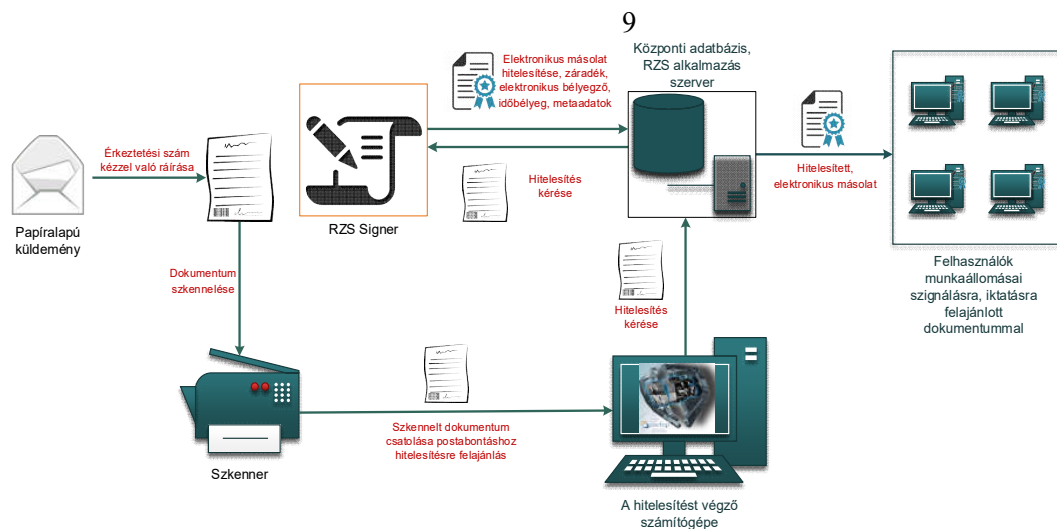 9
Központi adatbázis,
RZS alkalmazás
szerver
Elektronikus másolat
hitelesítése, záradék,
elektronikus bélyegző,
időbélyeg, metaadatok
Érkeztetési szám
kézzel való ráírása
Hitelesítés
kérése
Hitelesített,
elektronikus másolat
Papíralapú
küldemény
RZS Signer
Dokumentum
szkennelése
Hitelesítés
kérése
Felhasználók
munkaállomásai
szignálásra, iktatásra
felajánlott
dokumentummal
Szkennelt dokumentum
csatolása postabontáshoz
hitelesítésre felajánlás
Szkenner
A hitelesítést végző
számítógépe